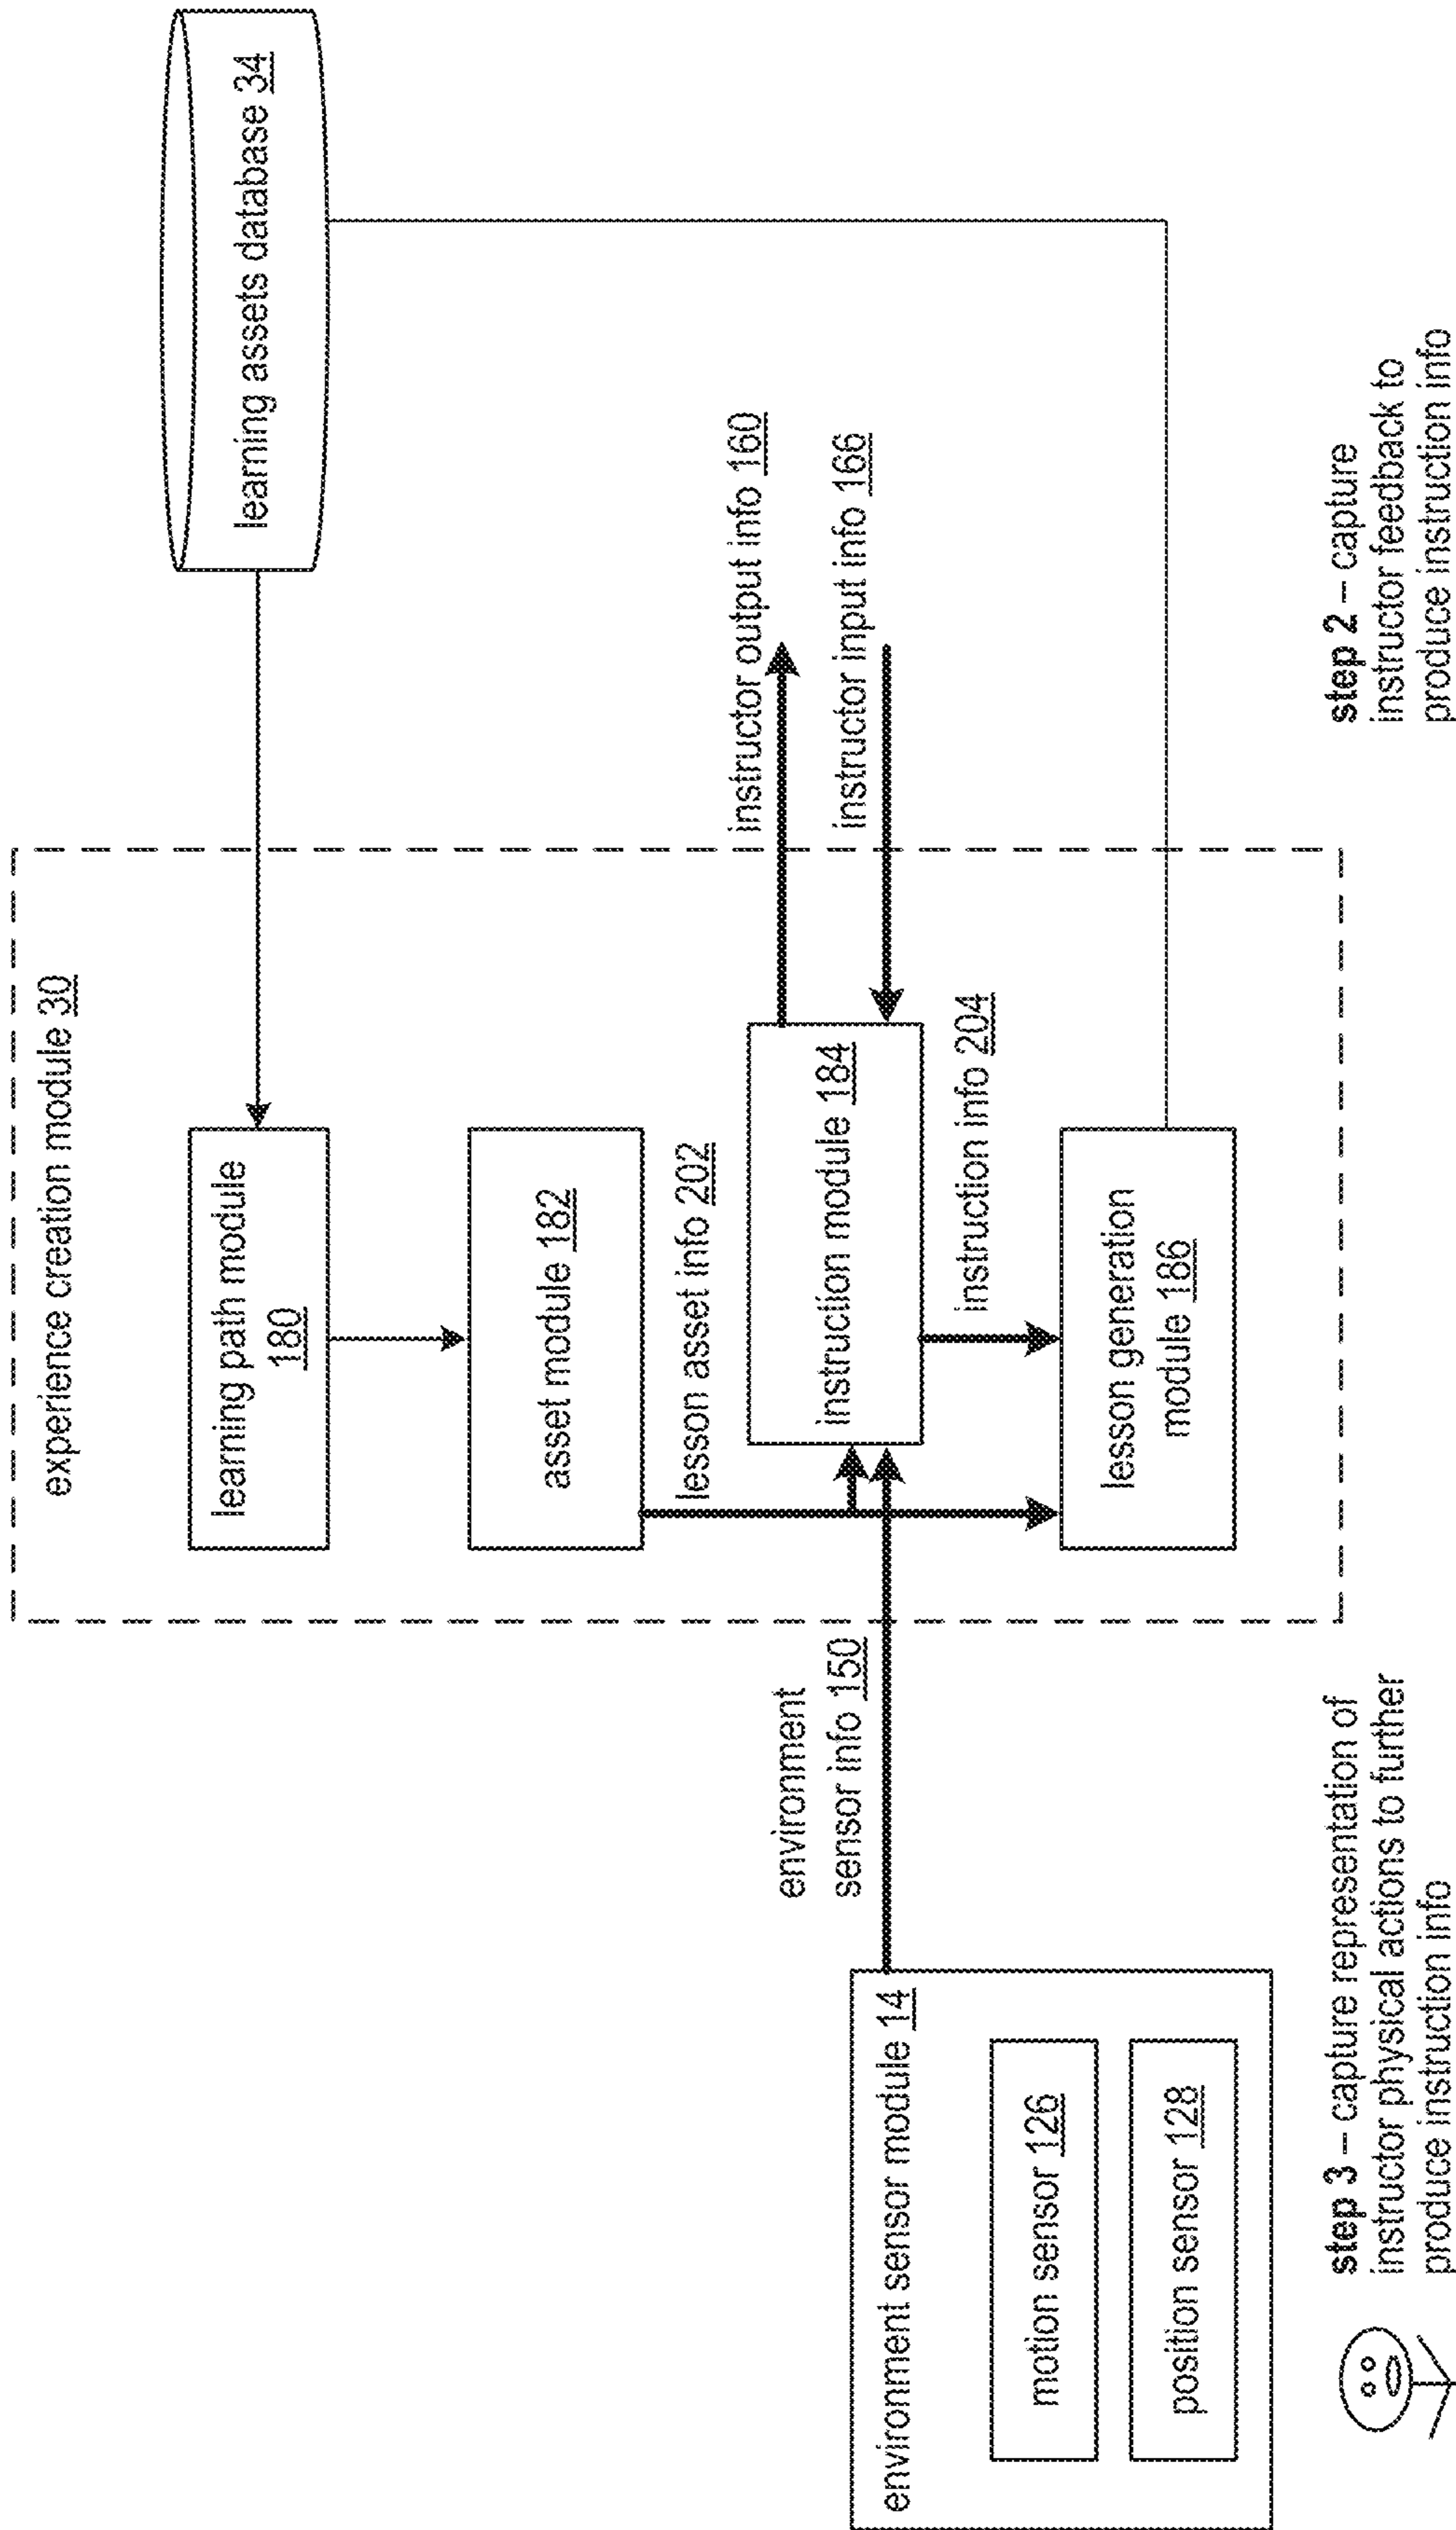 experience creation module 30
learning assets database 34
learning path module
180
asset module 182
lesson asset info 202
instructor output info 160
instructor input info 166
instruction module 184
environment
sensor info 150
instruction info 204
environment sensor module 14
motion sensor 126
position sensor 128
lesson generation
module 186
step 3 – capture representation of
instructor physical actions to further
produce instruction info
step 2 – capture
instructor feedback to
produce instruction info